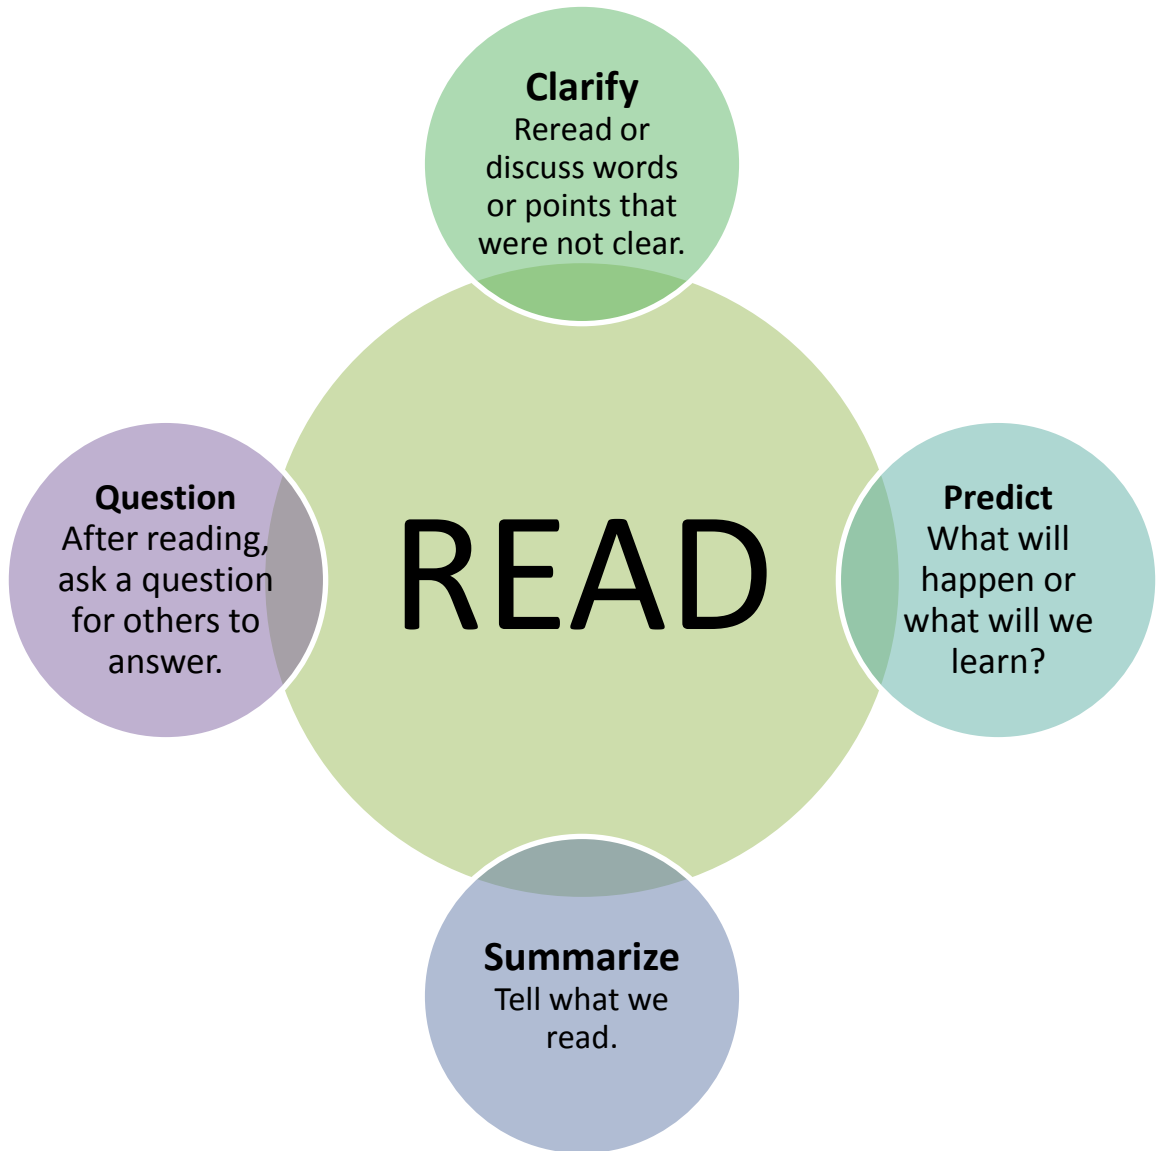 Clarify
Reread or
discuss words
or points that
were not clear.
Question
After reading,
ask a question
for others to
answer.
READ
Predict
What will
happen or
what will we
learn?
Summarize
Tell what we
read.